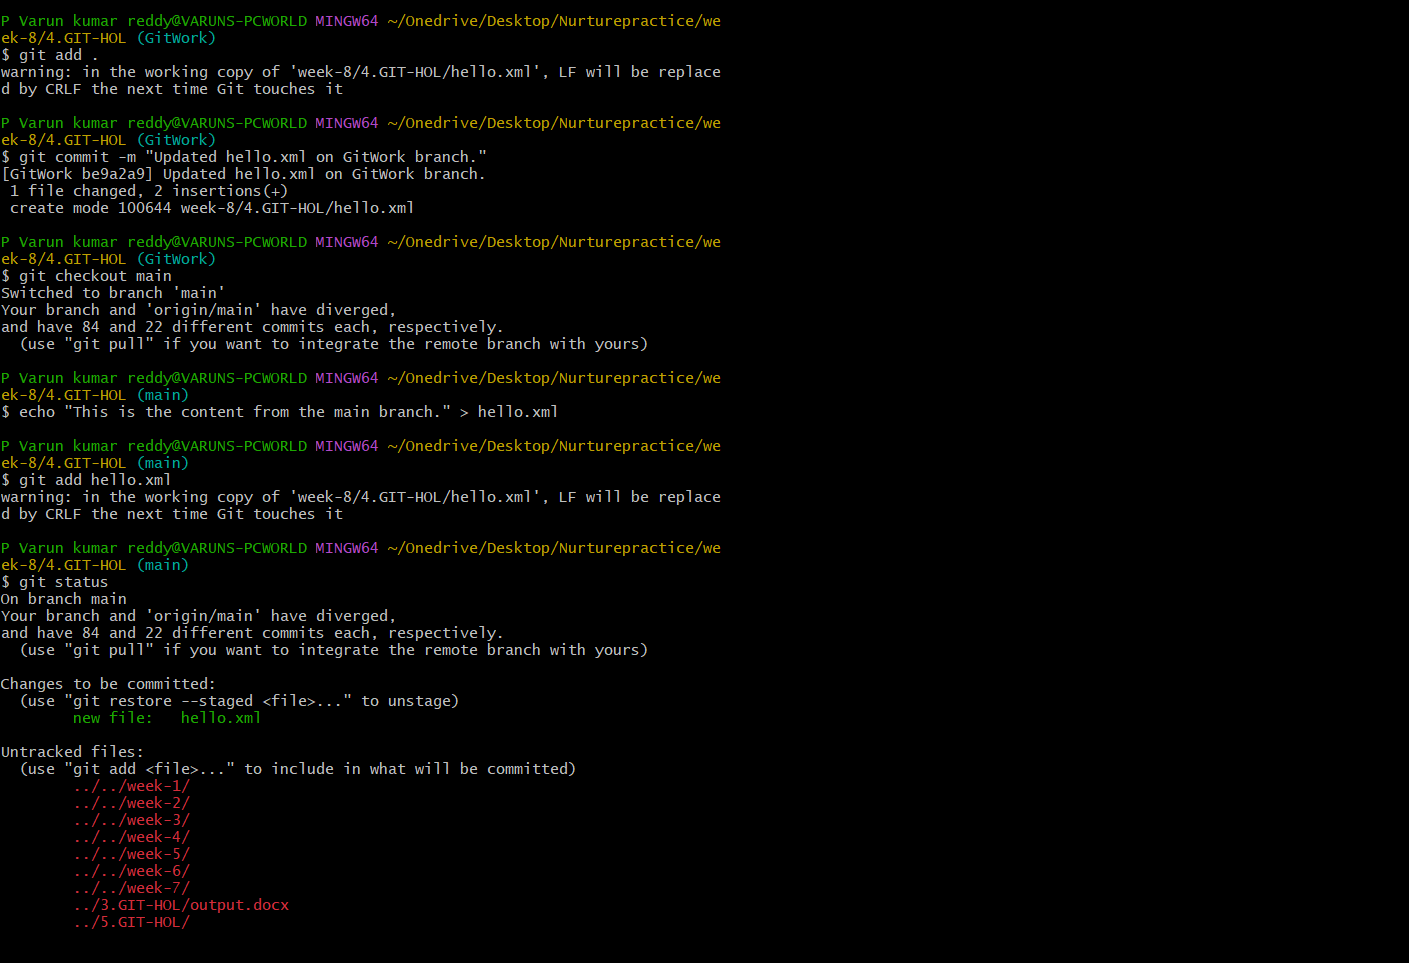 P Varun kumar reddy@VARUNS-PCWORLD MINGW64 ~/Onedrive/Desktop/Nurturepractice/we
ek-8/4.GIT-HOL (GitWork)
$ git add .
warning: in the working copy of 'week-8/4.GIT-HOL/hello.xml', LF will be replace
d by CRLF the next time Git touches it

P Varun kumar reddy@VARUNS-PCWORLD MINGW64 ~/Onedrive/Desktop/Nurturepractice/we
ek-8/4.GIT-HOL (GitWork)
$ git commit -m "Updated hello.xml on GitWork branch."
[GitWork be9a2a9] Updated hello.xml on GitWork branch.
 1 file changed, 2 insertions(+)
 create mode 100644 week-8/4.GIT-HOL/hello.xml

P Varun kumar reddy@VARUNS-PCWORLD MINGW64 ~/Onedrive/Desktop/Nurturepractice/we
ek-8/4.GIT-HOL (GitWork)
$ git checkout main
Switched to branch 'main'
Your branch and 'origin/main' have diverged,
and have 84 and 22 different commits each, respectively.
  (use "git pull" if you want to integrate the remote branch with yours)

P Varun kumar reddy@VARUNS-PCWORLD MINGW64 ~/Onedrive/Desktop/Nurturepractice/we
ek-8/4.GIT-HOL (main)
$ echo "This is the content from the main branch." > hello.xml

P Varun kumar reddy@VARUNS-PCWORLD MINGW64 ~/Onedrive/Desktop/Nurturepractice/we
ek-8/4.GIT-HOL (main)
$ git add hello.xml
warning: in the working copy of 'week-8/4.GIT-HOL/hello.xml', LF will be replace
d by CRLF the next time Git touches it

P Varun kumar reddy@VARUNS-PCWORLD MINGW64 ~/Onedrive/Desktop/Nurturepractice/we
ek-8/4.GIT-HOL (main)
$ git status
On branch main
Your branch and 'origin/main' have diverged,
and have 84 and 22 different commits each, respectively.
  (use "git pull" if you want to integrate the remote branch with yours)

Changes to be committed:
  (use "git restore --staged <file>..." to unstage)
        new file:   hello.xml

Untracked files:
  (use "git add <file>..." to include in what will be committed)
        ../../week-1/
        ../../week-2/
        ../../week-3/
        ../../week-4/
        ../../week-5/
        ../../week-6/
        ../../week-7/
        ../3.GIT-HOL/output.docx
        ../5.GIT-HOL/